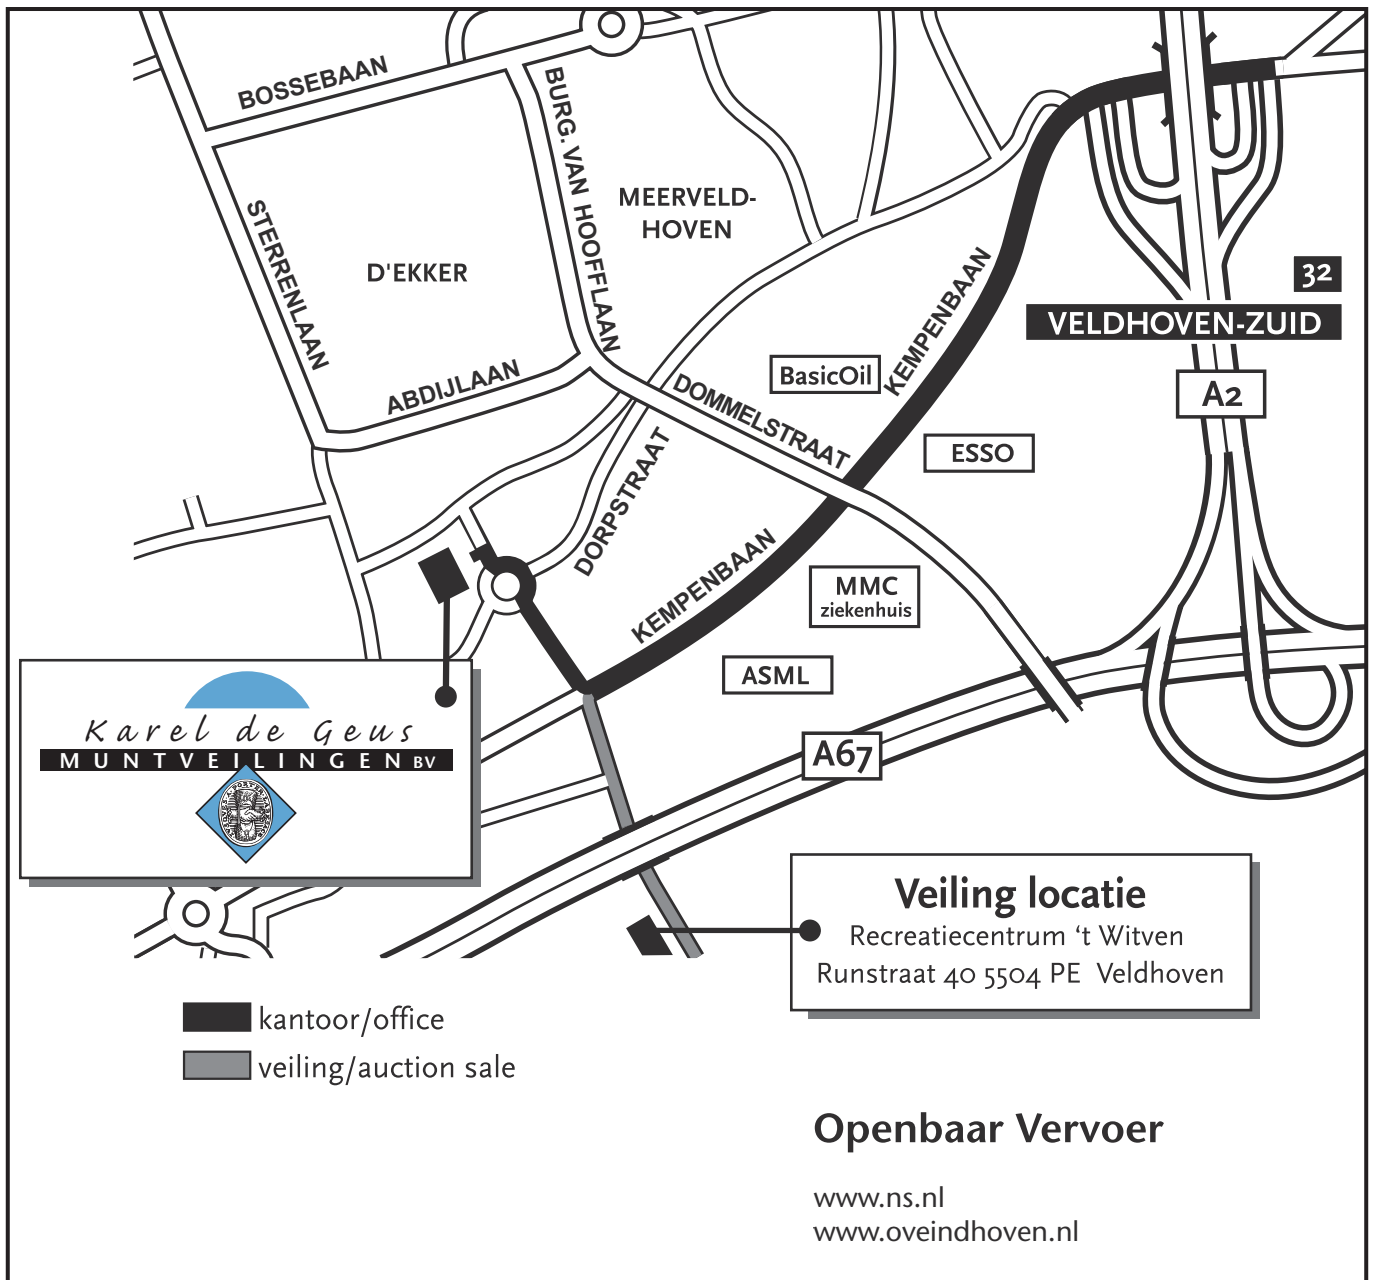 BOSSEBAAN
BURG. VAN HOOFFLAAN
MEERVELD-
HOVEN
STERRENLAAN
D'EKKER
KEMPENBAAN
32
VELDHOVEN-ZUID
ABDIJLAAN
DOMMELSTRAAT
BasicOil
A2
ESSO
DORPSTRAAT
KEMPENBAAN
MMC
ziekenhuis
ASML
Karel de Geus
MUNTVEILINGEN BV
A67
Veiling locatie
Recreatiecentrum ‘t Witven
Runstraat 40 5504 PE Veldhoven
kantoor/office
veiling/auction sale
Openbaar Vervoer
www.ns.nl
www.oveindhoven.nl